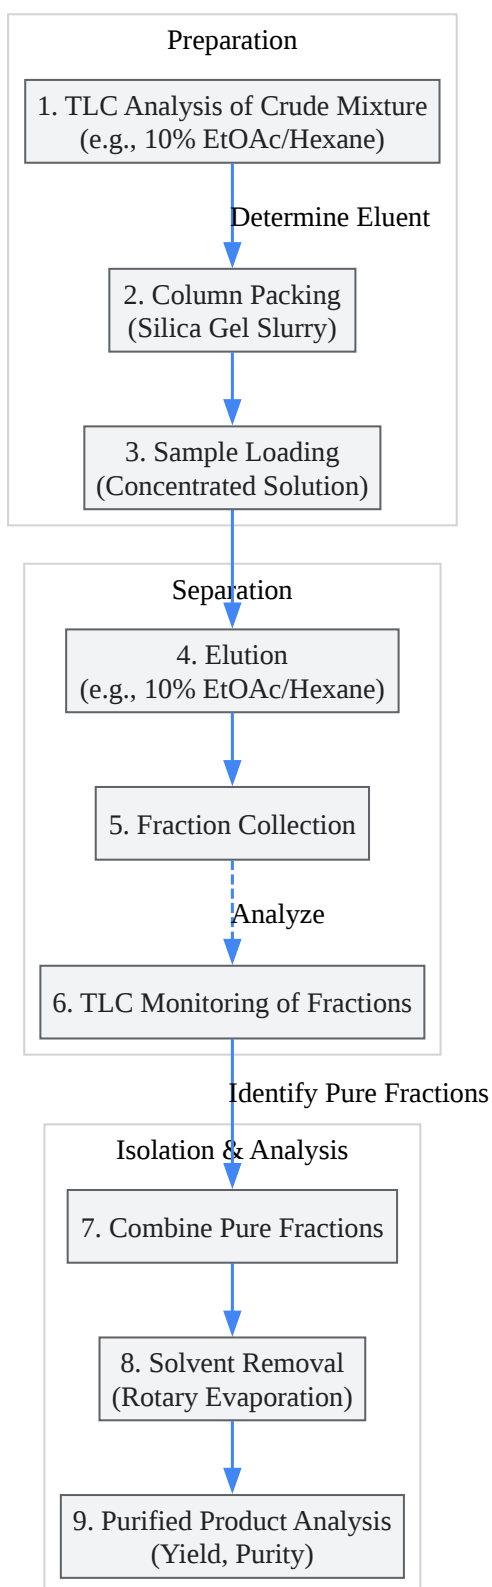 Preparation
1. TLC Analysis of Crude Mixture
(e.g., 10% EtOAc/Hexane)
Determine Eluent
2. Column Packing
(Silica Gel Slurry)
3. Sample Loading
(Concentrated Solution)
Separation
4. Elution
(e.g., 10% EtOAc/Hexane)
5. Fraction Collection
Analyze
6. TLC Monitoring of Fractions
Identify Pure Fractions
Isolation & Analysis
7. Combine Pure Fractions
8. Solvent Removal
(Rotary Evaporation)
9. Purified Product Analysis
(Yield, Purity)